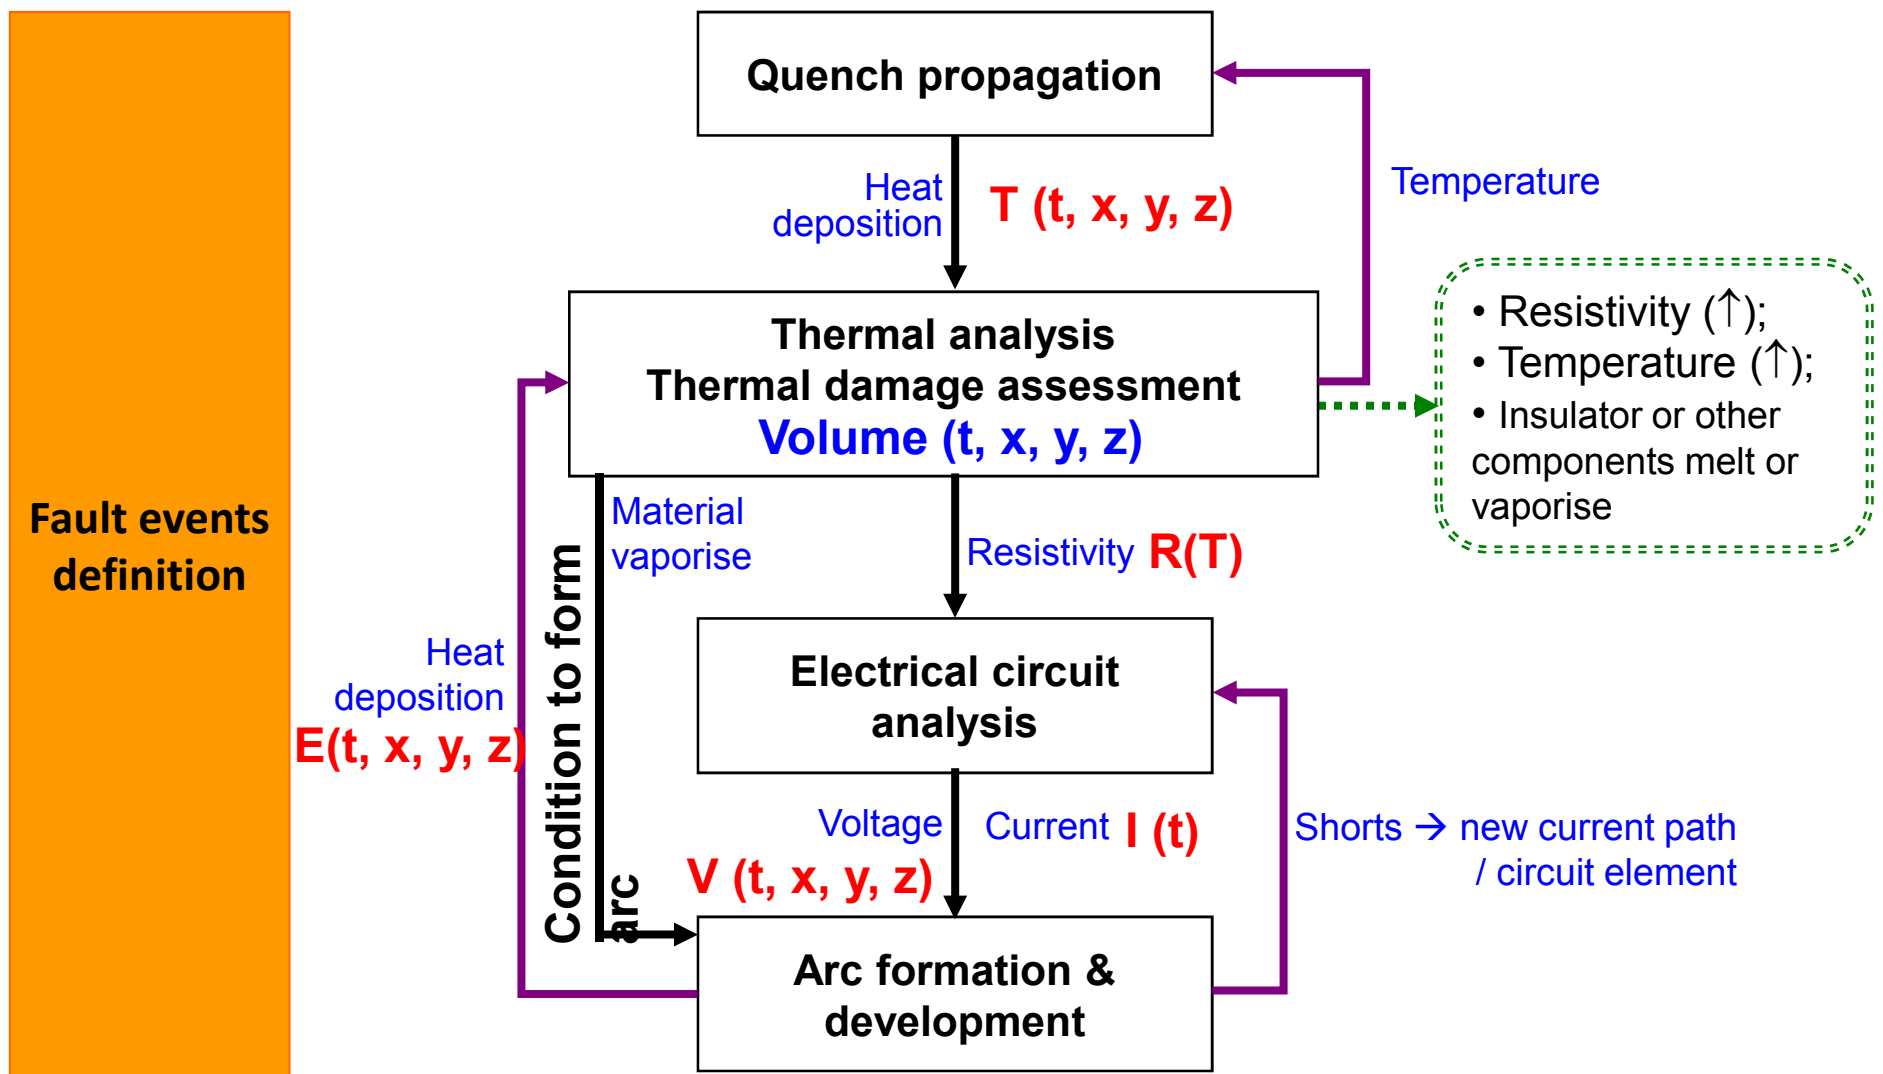 Fault events
definition
Quench propagation
Heat
deposition
T (t, x, y, z)
Temperature
Thermal analysis
Thermal damage assessment
Volume (t, x, y, z)
• Resistivity (↑);
• Temperature (↑);
• Insulator or other
components melt or
vaporise
Material
vaporise
Resistivity R(T)
Condition to form
arc
Heat
deposition
E(t, x, y, z)
Electrical circuit
analysis
Voltage
V (t, x, y, z)
Current I (t)
Shorts → new current path
/ circuit element
Arc formation &
development